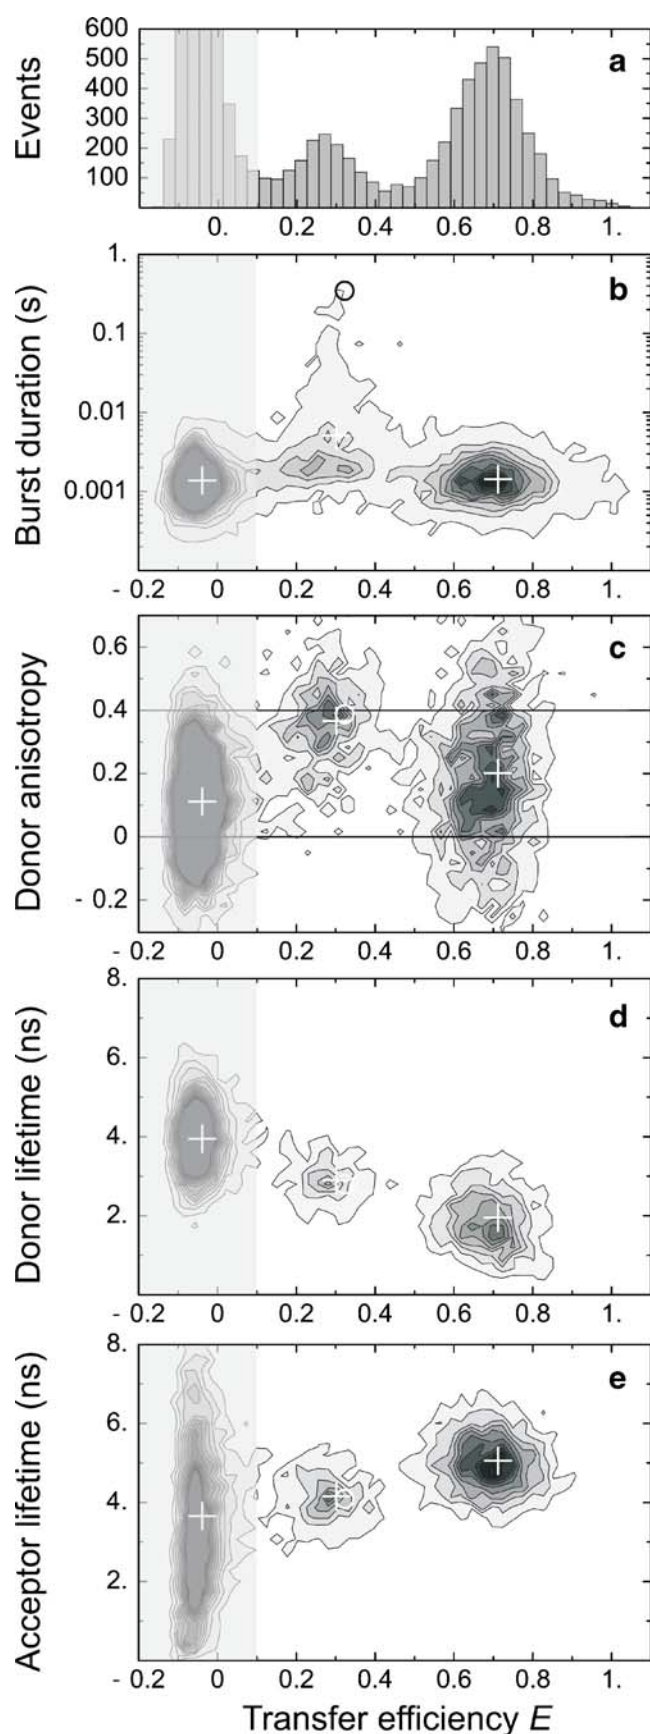 Events
600
500
400
300
200
100
a
0. 0.2 0.4 0.6 0.8 1.
Burst duration (s)
1.
0.1
0.01
0.001
b
- 0.2 0 0.2 0.4 0.6 0.8 1.
Donor anisotropy
0.6
0.4
0.2
0
- 0.2
c
- 0.2 0 0.2 0.4 0.6 0.8 1.
Donor lifetime (ns)
8.
6.
4.
2.
d
- 0.2 0 0.2 0.4 0.6 0.8 1.
Acceptor lifetime (ns)
8.
6.
4.
2.
e
- 0.2 0 0.2 0.4 0.6 0.8 1.
Transfer efficiency E